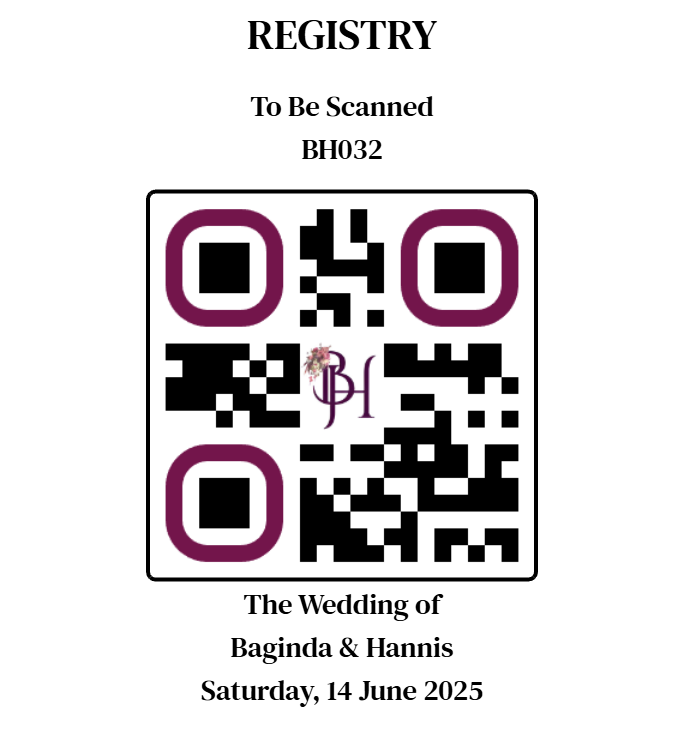 REGISTRY
To Be Scanned
BH032
BH
The Wedding of
Baginda & Hannis
Saturday, 14 June 2025